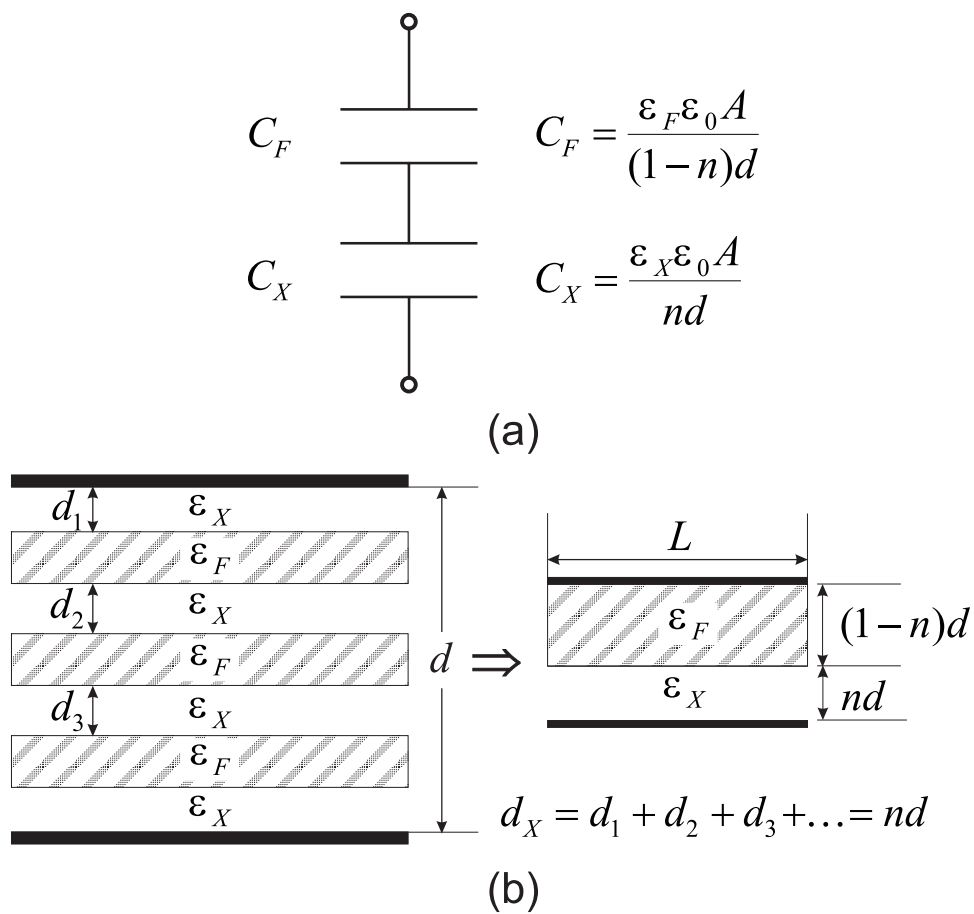 C_F
C_F = ε_F ε_0 A / (1 − n)d
C_X
C_X = ε_X ε_0 A / nd
(a)
d_1
ε_X
ε_F
d_2
ε_X
ε_F
d_3
ε_X
ε_F
ε_X
d
⇒
L
ε_F
(1 − n)d
ε_X
nd
d_X = d_1 + d_2 + d_3 +…= nd
(b)